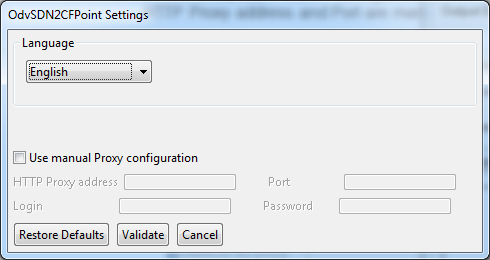 OdvSDN2CFPoint Settings
Language
English
Use manual Proxy configuration
HTTP Proxy address Port
Login Password
Restore Defaults Validate Cancel